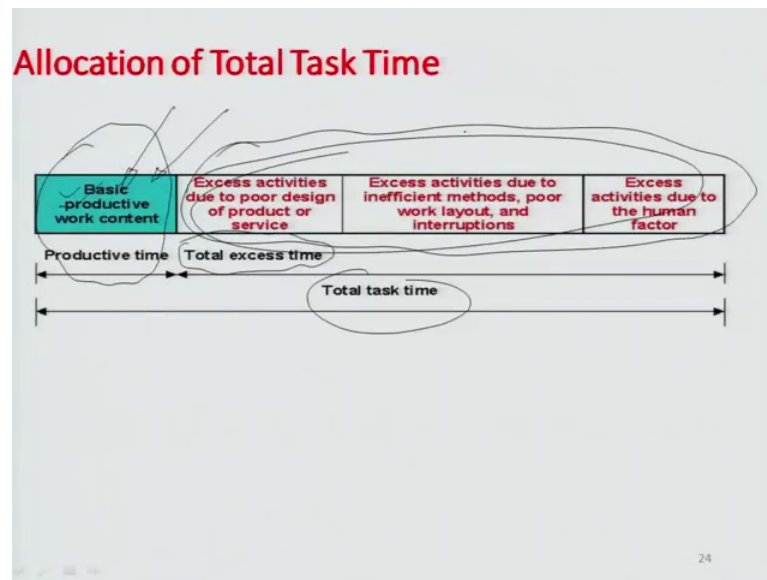 Allocation of Total Task Time
Basic
productive
work content
Excess activities
due to poor design
of product or
service
Excess activities due to
inefficient methods, poor
work layout, and
interruptions
Excess
activities due to
the human
factor
Productive time
Total excess time
Total task time
24